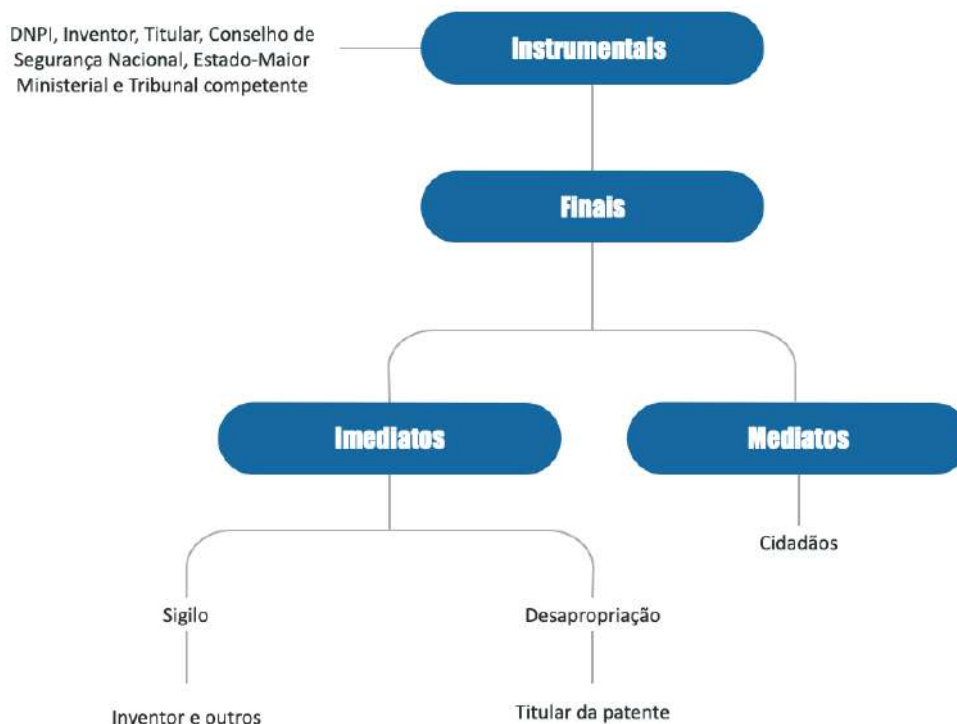 DNPI, Inventor, Titular, Conselho de
Segurança Nacional, Estado-Maior
Ministerial e Tribunal competente
Instrumentais
Finais
Imediatos
Mediatos
Cidadãos
Sigilo
Desapropriação
Inventor e outros
Titular da patente